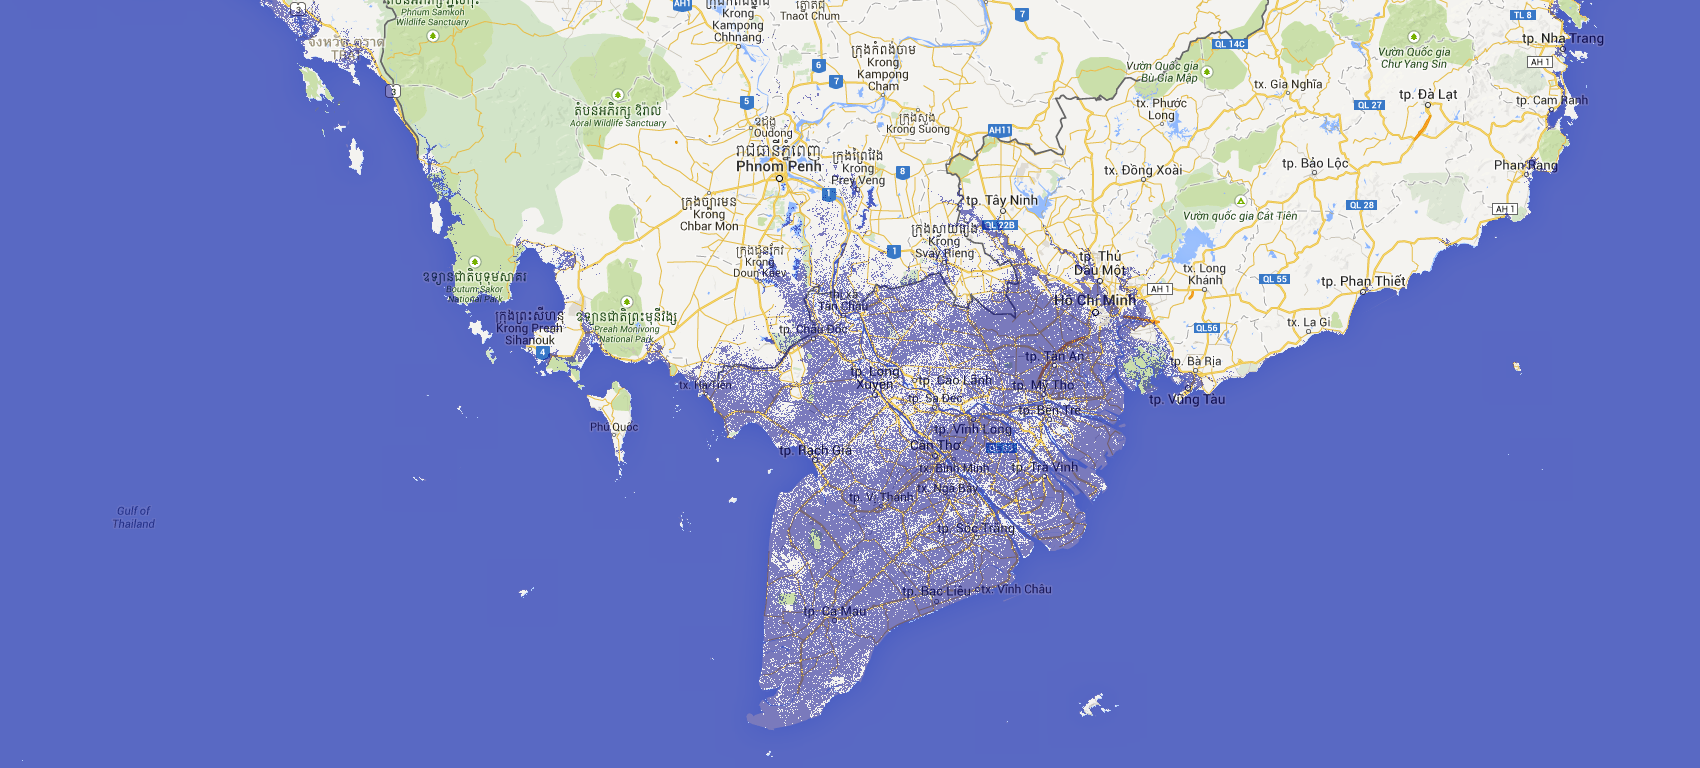 Phnum Samkoh
Wildlife Sanctuary
Krong
Kampong
Chhnang
Tnaot Chum
AH1
7
TL 8
QL 14C
tp. Nha Trang
ក្រុងកំពង់ចាម
Krong
Kampong
Cham
6
7
Vườn Quốc gia
Bù Gia Mập
Vườn Quốc gia
Chư Yang Sin
AH 1
3
5
តំបន់អភិរក្ស ឱរ៉ាល់
Aoral Wildlife Sanctuary
ឧដុង្គ
Oudong
ក្រុងសួង
Krong Suong
AH11
tx. Phước
Long
tx. Gia Nghĩa
QL 27
tp. Đà Lạt
tp. Cam Ranh
រាជធានីភ្នំពេញ
Phnom Penh
ក្រុងព្រៃវែង
Krong
Prey Veng
8
1
tx. Đồng Xoài
tp. Bảo Lộc
Phan Rang
ក្រុងច្បារមន
Krong
Chbar Mon
tp. Tây Ninh
QL 22B
Vườn quốc gia Cát Tiên
QL 28
AH 1
ក្រុងស្វាយរៀង
Krong
Svay Rieng
1
ក្រុងដូនកែវ
Krong
Doun Kaev
tp. Thủ
Dầu Một
tx. Long
Khánh
QL 55
tp. Phan Thiết
AH 1
ឧទ្យានជាតិបុទុមសាគរ
Boutum Sakor
National Park
Tân Châu
Hồ Chí Minh
ក្រុងព្រះសីហនុ
Krong Preah
Sihanouk
4
ឧទ្យានជាតិព្រះមុនីវង្ស
Preah Monivong
National Park
tp. Châu Đốc
QL56
tx. La Gi
tp. Tân An
tp. Bà Rịa
tx. Hà Tiên
tp. Long
Xuyên
tp. Cao Lãnh
tp. Mỹ Tho
tp. Sa Đéc
tp. Vũng Tàu
tp. Bến Tre
Phú Quốc
tp. Vĩnh Long
tp. Rạch Giá
Cần Thơ
tx. Bình Minh
tp. Trà Vinh
tp. Vị Thanh
tx. Ngã Bảy
Gulf of
Thailand
tp. Sóc Trăng
tp. Bạc Liêu
tx. Vĩnh Châu
tp. Cà Mau